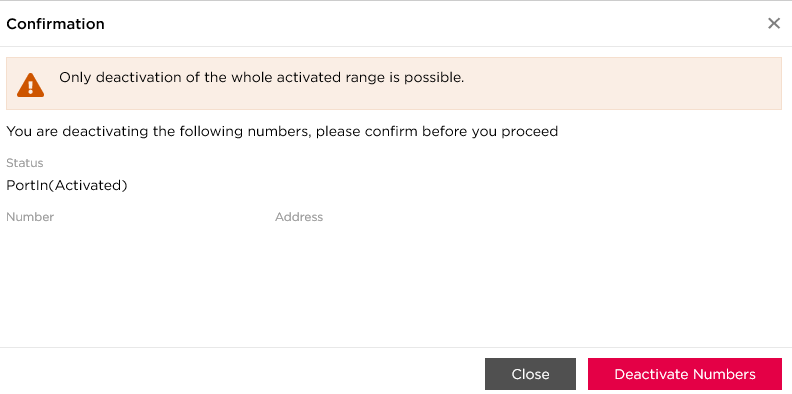 Confirmation
Only deactivation of the whole activated range is possible.
You are deactivating the following numbers, please confirm before you proceed
Status
PortIn(Activated)
Number Address
Close Deactivate Numbers